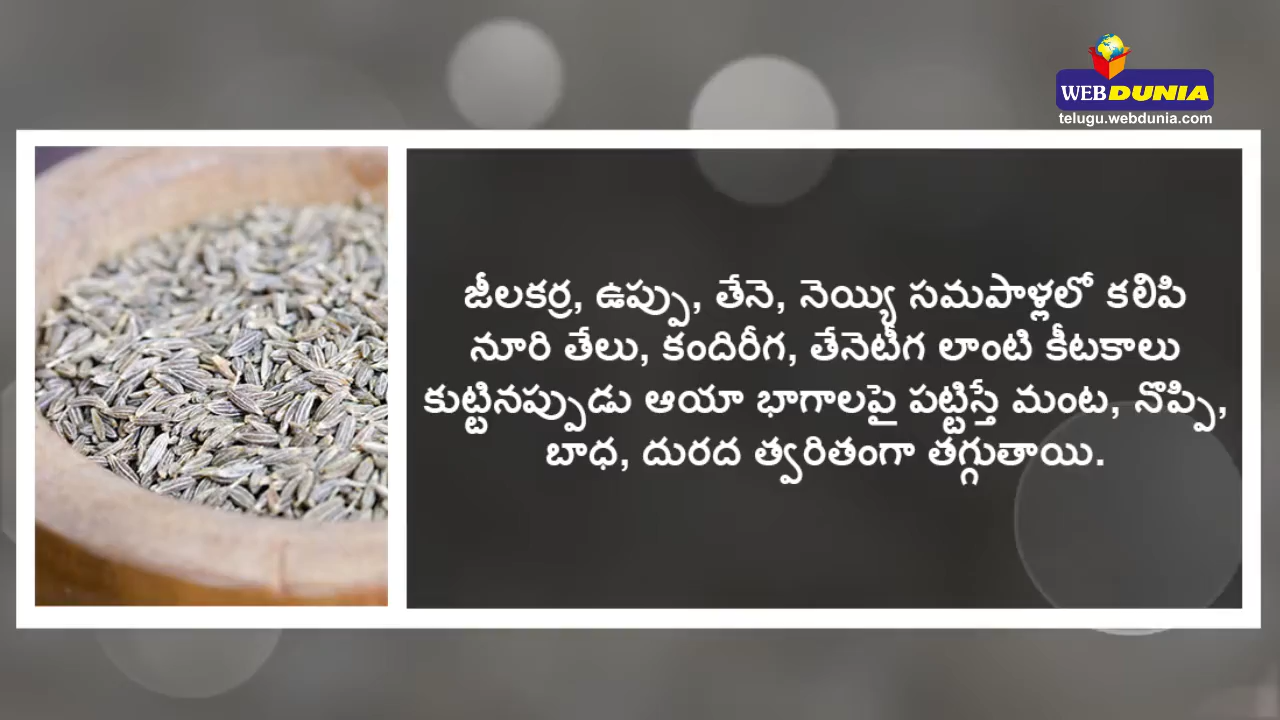 WEBDUNIA
telugu.webdunia.com
జీలకర్ర, ఉప్పు, తేనె, నెయ్యి సమపాళ్లలో కలిపి
నూరి తేలు, కందిరీగ, తేనెటీగ లాంటి కీటకాలు
కుట్టినప్పుడు ఆయా భాగాలపై పట్టిస్తే మంట, నొప్పి,
బాధ, దురద త్వరితంగా తగ్గుతాయి.